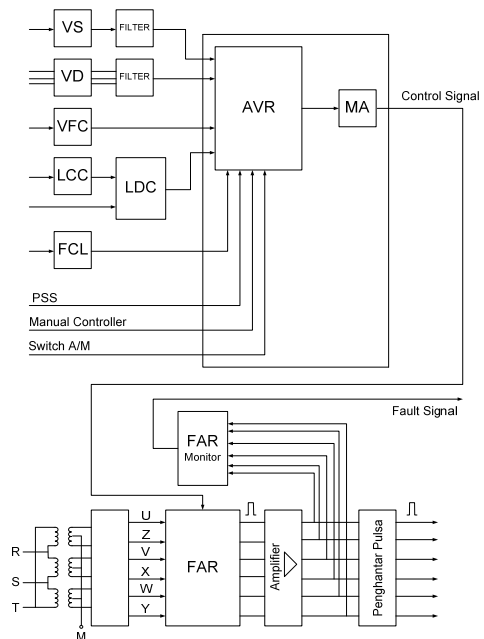 VS
FILTER
VD
FILTER
AVR
MA
Control Signal
VFC
LCC
LDC
FCL
PSS
Manual Controller
Switch A/M
Fault Signal
FAR
Monitor
U
Z
V
X
W
Y
FAR
Amplifier
Penghantar Pulsa
R
S
T
M